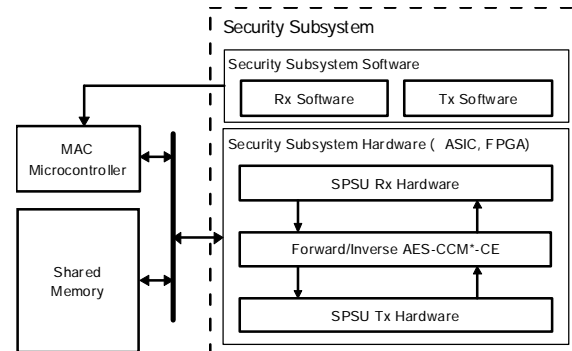 Security Subsystem
Security Subsystem Software
Rx Software
Tx Software
MAC
Microcontroller
Security Subsystem Hardware ( ASIC, FPGA)
SPSU Rx Hardware
Forward/Inverse AES-CCM*-CE
Shared
Memory
SPSU Tx Hardware